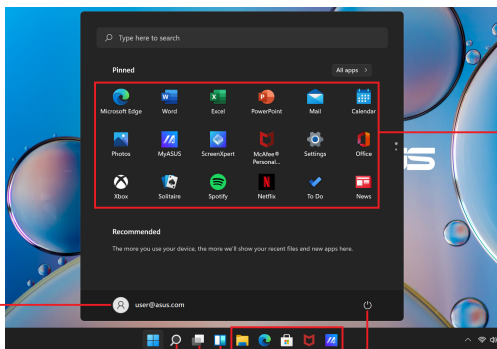 Type here to search
Pinned
All apps >
Microsoft Edge
Word
Excel
PowerPoint
Mail
Calendar
Photos
MyASUS
ScreenXpert
McAfee®
Personal...
Settings
Office
Xbox
Solitaire
Spotify
Netflix
To Do
News
Recommended
The more you use your device, the more we'll show your recent files and new apps here.
user@asus.com